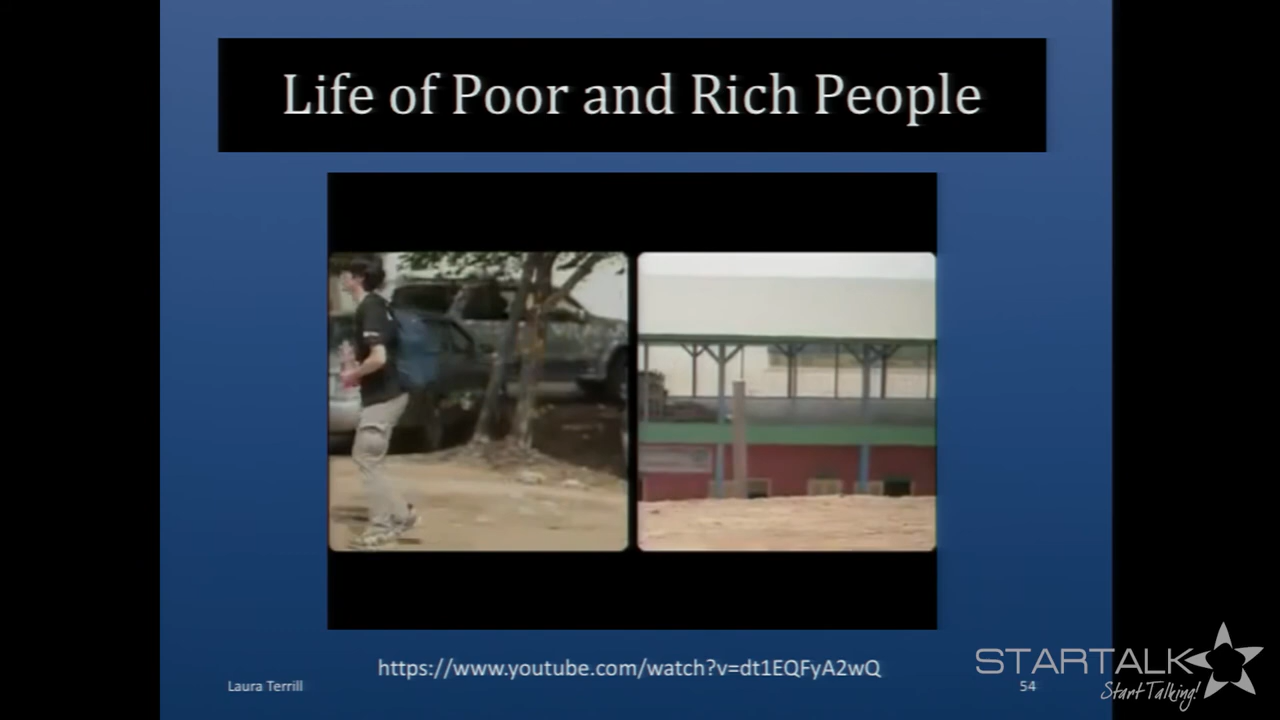 Life of Poor and Rich People
https://www.youtube.com/watch?v=dt1EQFyA2wQ
Laura Terrill
54
STARTALK
Start Talking!